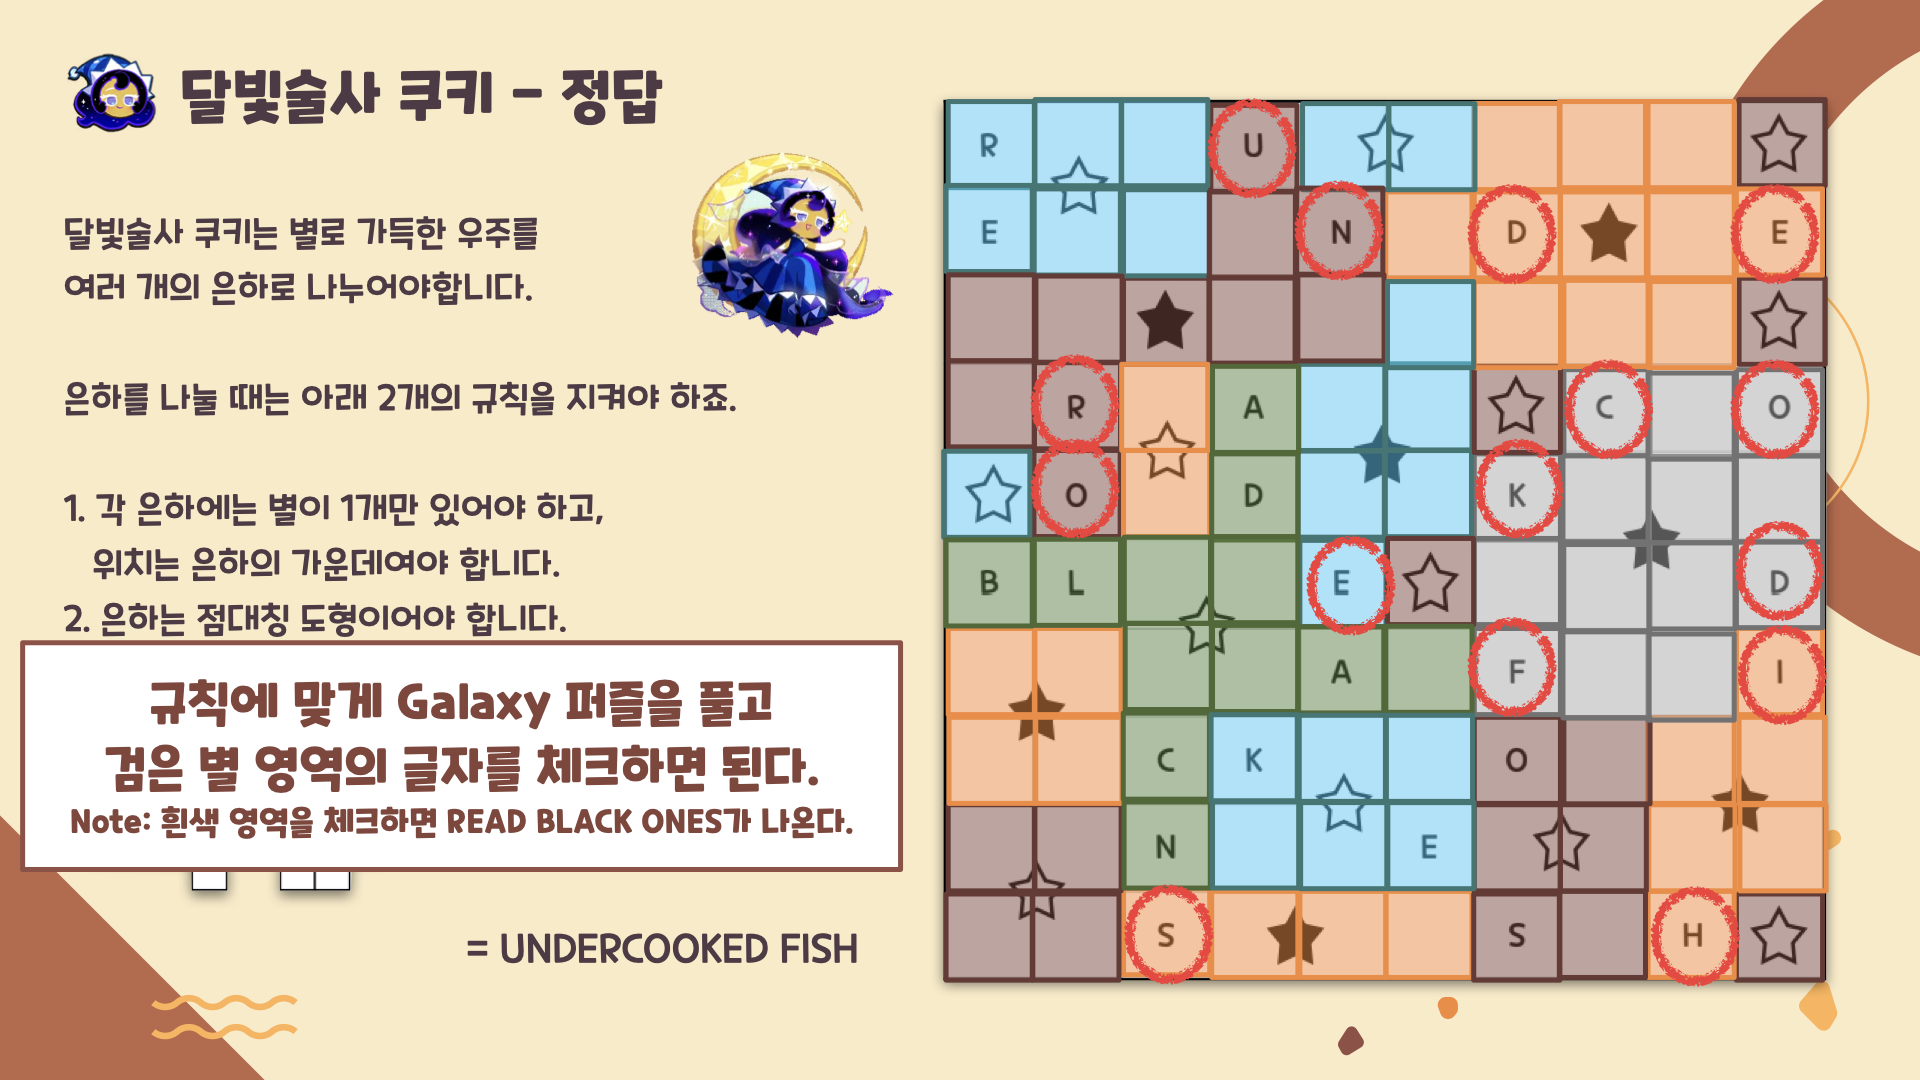 달빛술사 쿠키 - 정답
달빛술사 쿠키는 별로 가득한 우주를
여러 개의 은하로 나누어야합니다.
은하를 나눌 때는 아래 2개의 규칙을 지켜야 하죠.
1. 각 은하에는 별이 1개만 있어야 하고,
위치는 은하의 가운데여야 합니다.
2. 은하는 점대칭 도형이어야 합니다.
규칙에 맞게 Galaxy 퍼즐을 풀고
검은 별 영역의 글자를 체크하면 된다.
Note: 흰색 영역을 체크하면 READ BLACK ONES가 나온다.
= UNDERCOOKED FISH
R U
E N D E
R A C O
O D K
B L E D
A F I
C K O
N E
S S H